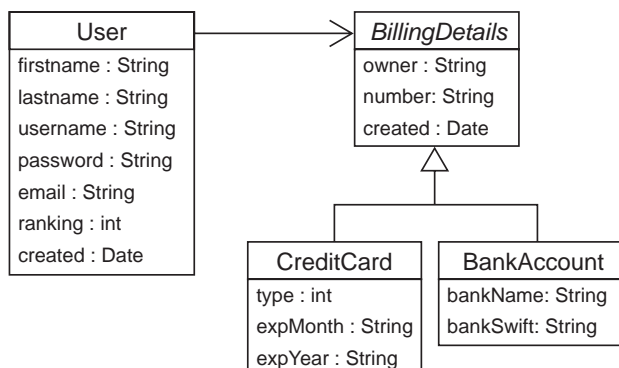 User
firstname : String
lastname : String
username : String
password : String
email : String
ranking : int
created : Date
BillingDetails
owner : String
number: String
created : Date
CreditCard
type : int
expMonth : String
expYear : String
BankAccount
bankName: String
bankSwift: String